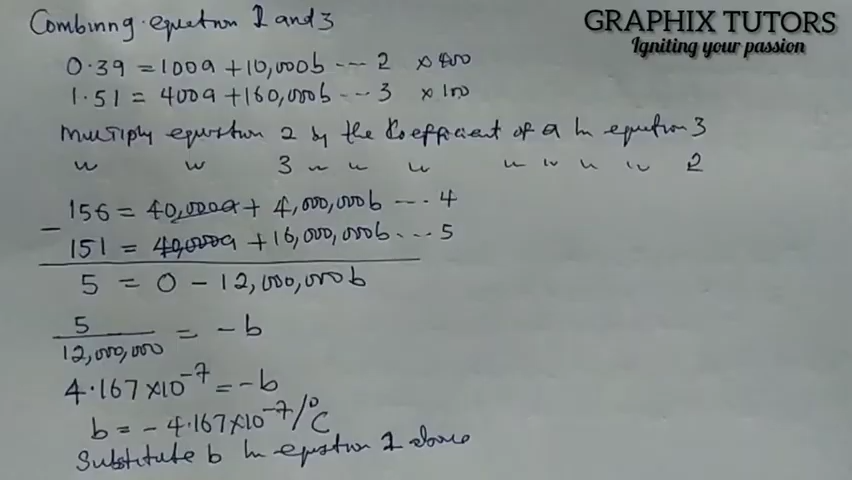 GRAPHIX TUTORS
Igniting your passion
Combining equation 1 and 3
0.39 = 100a + 10,000b --- 2 x 400
1.51 = 400a + 160,000b --- 3 x 100
Multiply equation 2 by the Coefficient of a in equation 3
〃 〃 3 〃 〃 〃 〃 〃 〃 〃 2
156 = 40,000a + 4,000,000b --- 4
- 151 = 40,000a + 16,000,000b --- 5
5 = 0 - 12,000,000b
5/12,000,000 = -b
4.167 x 10⁻⁷ = -b
b = -4.167 x 10⁻⁷/°C
Substitute b in equation 1 above